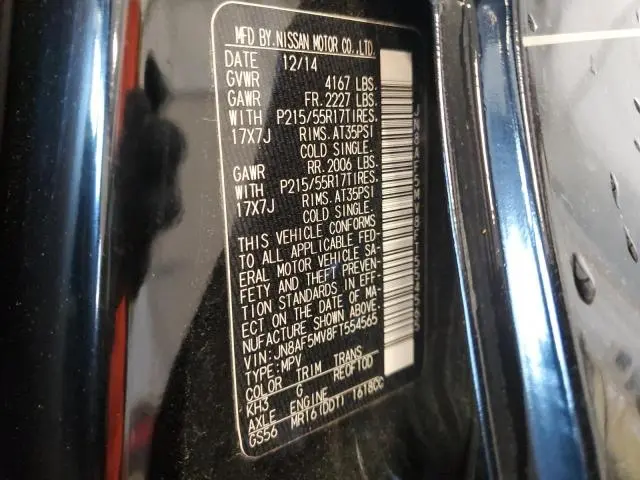 MFD BY.NISSAN MOTOR CO.,LTD.
DATE 12/14
GVWR 4167 LBS.
GAWR FR.2227 LBS.
WITH P215/55R17TIRES.
17X7J RIMS.AT35PSI
COLD SINGLE.
GAWR RR.2006 LBS.
WITH P215/55R17TIRES.
17X7J RIMS.AT35PSI
COLD SINGLE.
THIS VEHICLE CONFORMS
TO ALL APPLICABLE FED-
ERAL MOTOR VEHICLE SA-
FETY AND THEFT PREVEN-
TION STANDARDS IN EFF-
ECT ON THE DATE OF MA-
NUFACTURE SHOWN ABOVE.
VIN:JN8AF5MV8FT554565
TYPE:MPV
COLOR TRIM TRANS
KH3 G RE0F10D
AXLE ENGINE
GS56 MR16(DDT) 1618CC